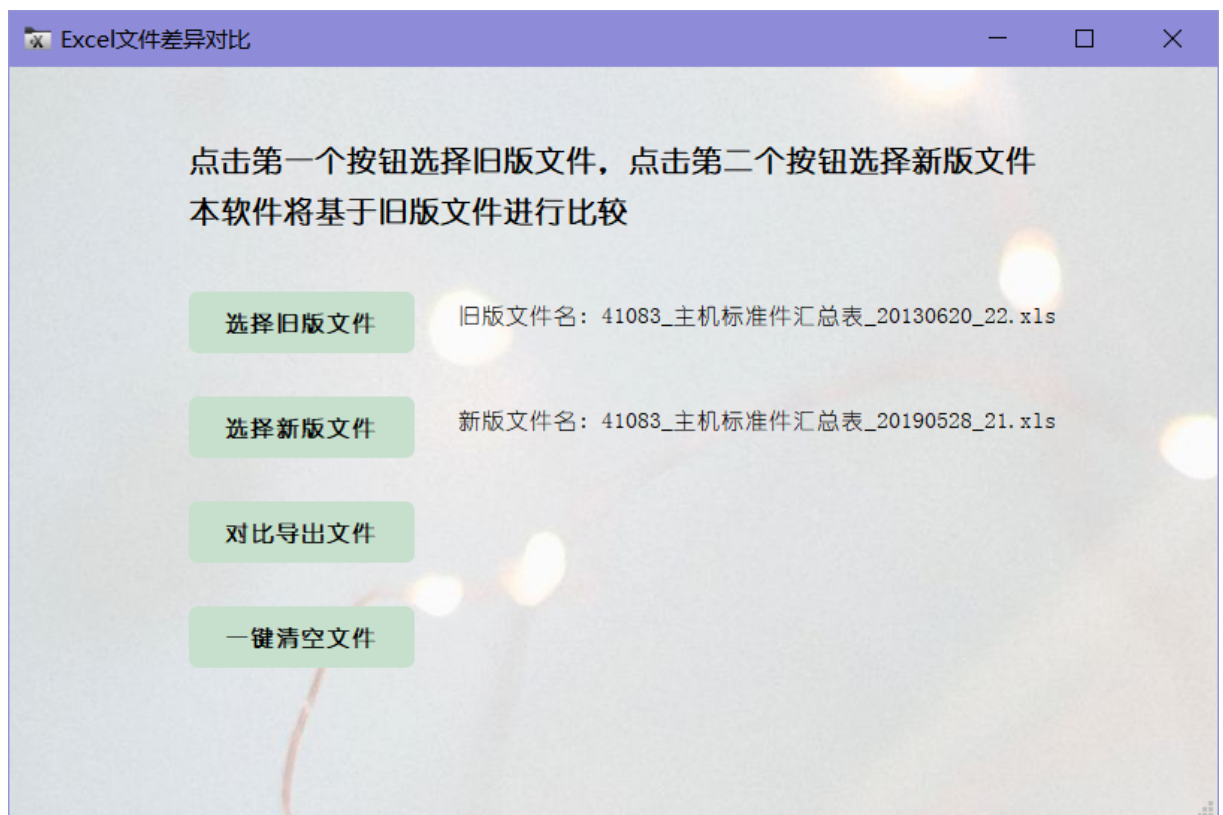 Excel文件差异对比
点击第一个按钮选择旧版文件，点击第二个按钮选择新版文件
本软件将基于旧版文件进行比较
选择旧版文件
旧版文件名：41083_主机标准件汇总表_20130620_22.xls
选择新版文件
新版文件名：41083_主机标准件汇总表_20190528_21.xls
对比导出文件
一键清空文件